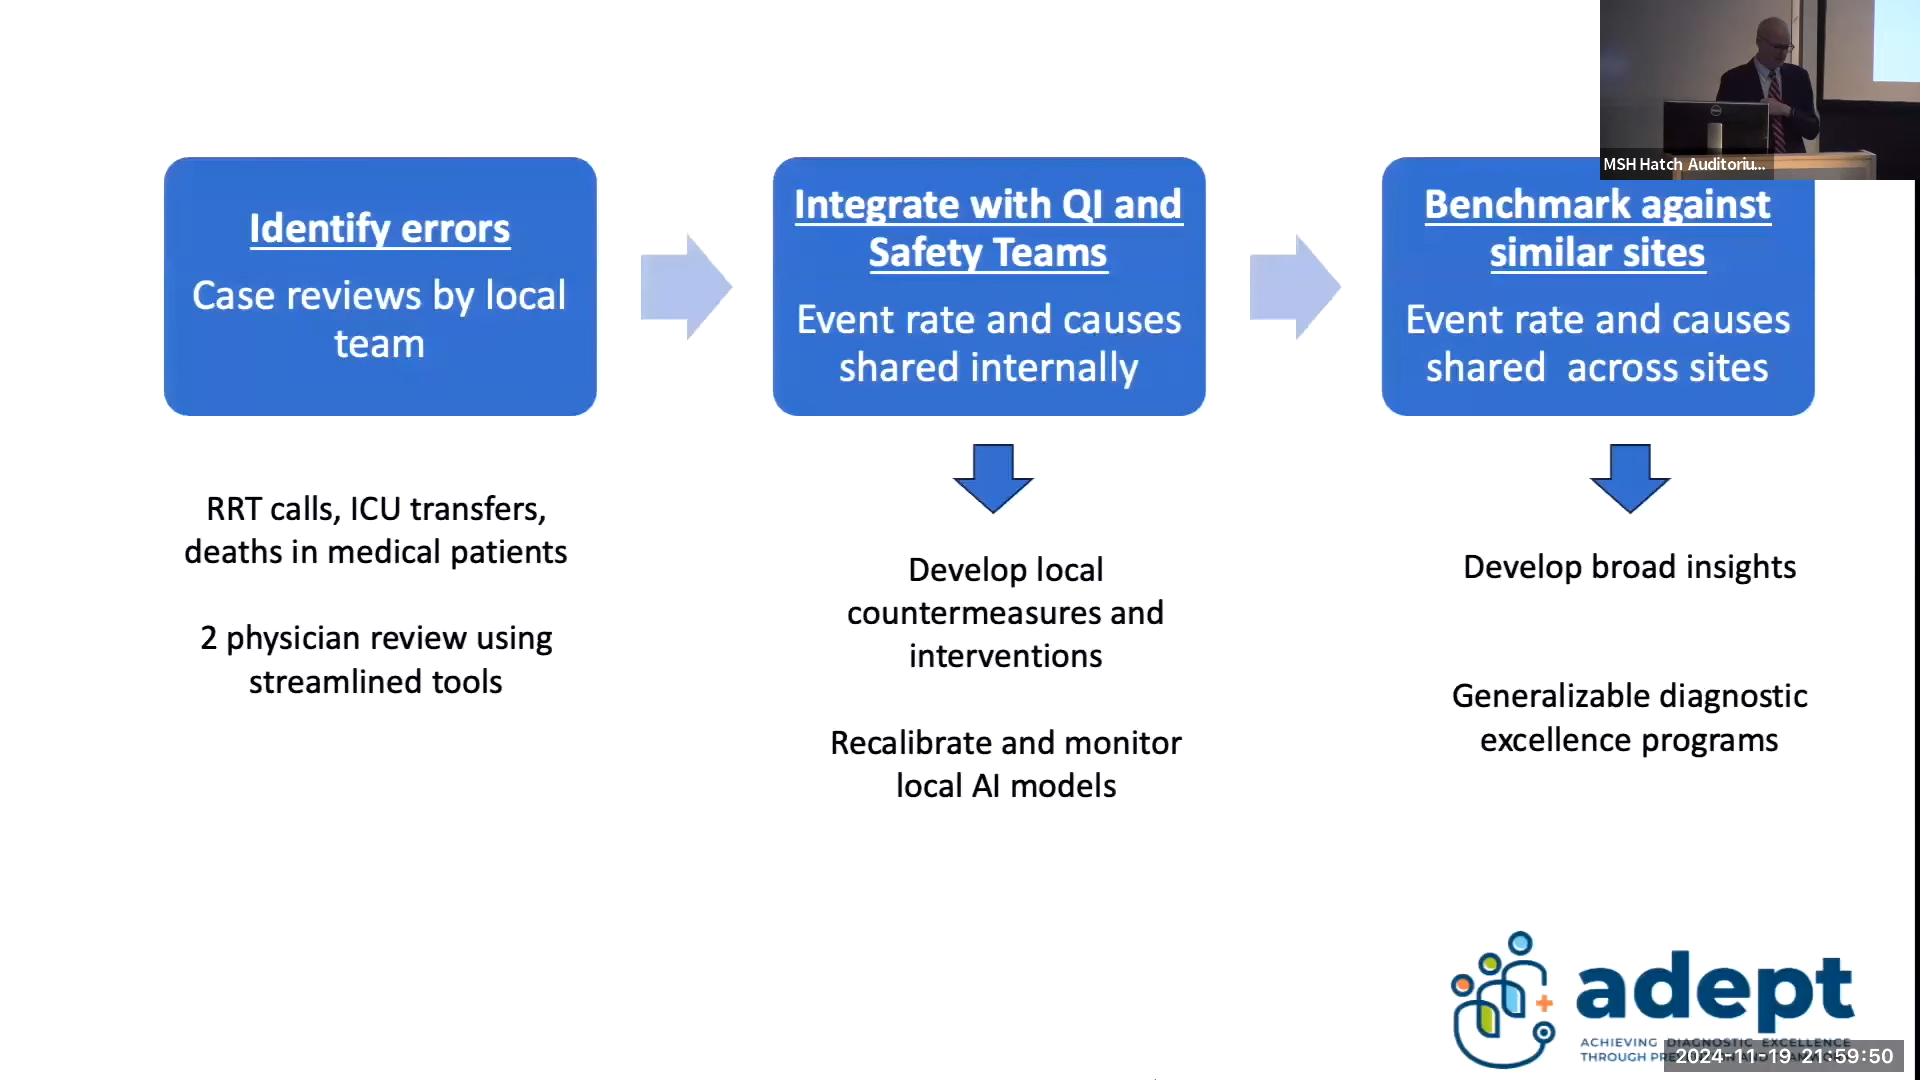 MSH Hatch Auditoriu...
Identify errors
Case reviews by local
team
RRT calls, ICU transfers,
deaths in medical patients
2 physician review using
streamlined tools
Integrate with QI and
Safety Teams
Event rate and causes
shared internally
Develop local
countermeasures and
interventions
Recalibrate and monitor
local AI models
Benchmark against
similar sites
Event rate and causes
shared across sites
Develop broad insights
Generalizable diagnostic
excellence programs
adept
ACHIEVING DIAGNOSTIC EXCELLENCE
THROUGH
2024-11-19 21:59:50